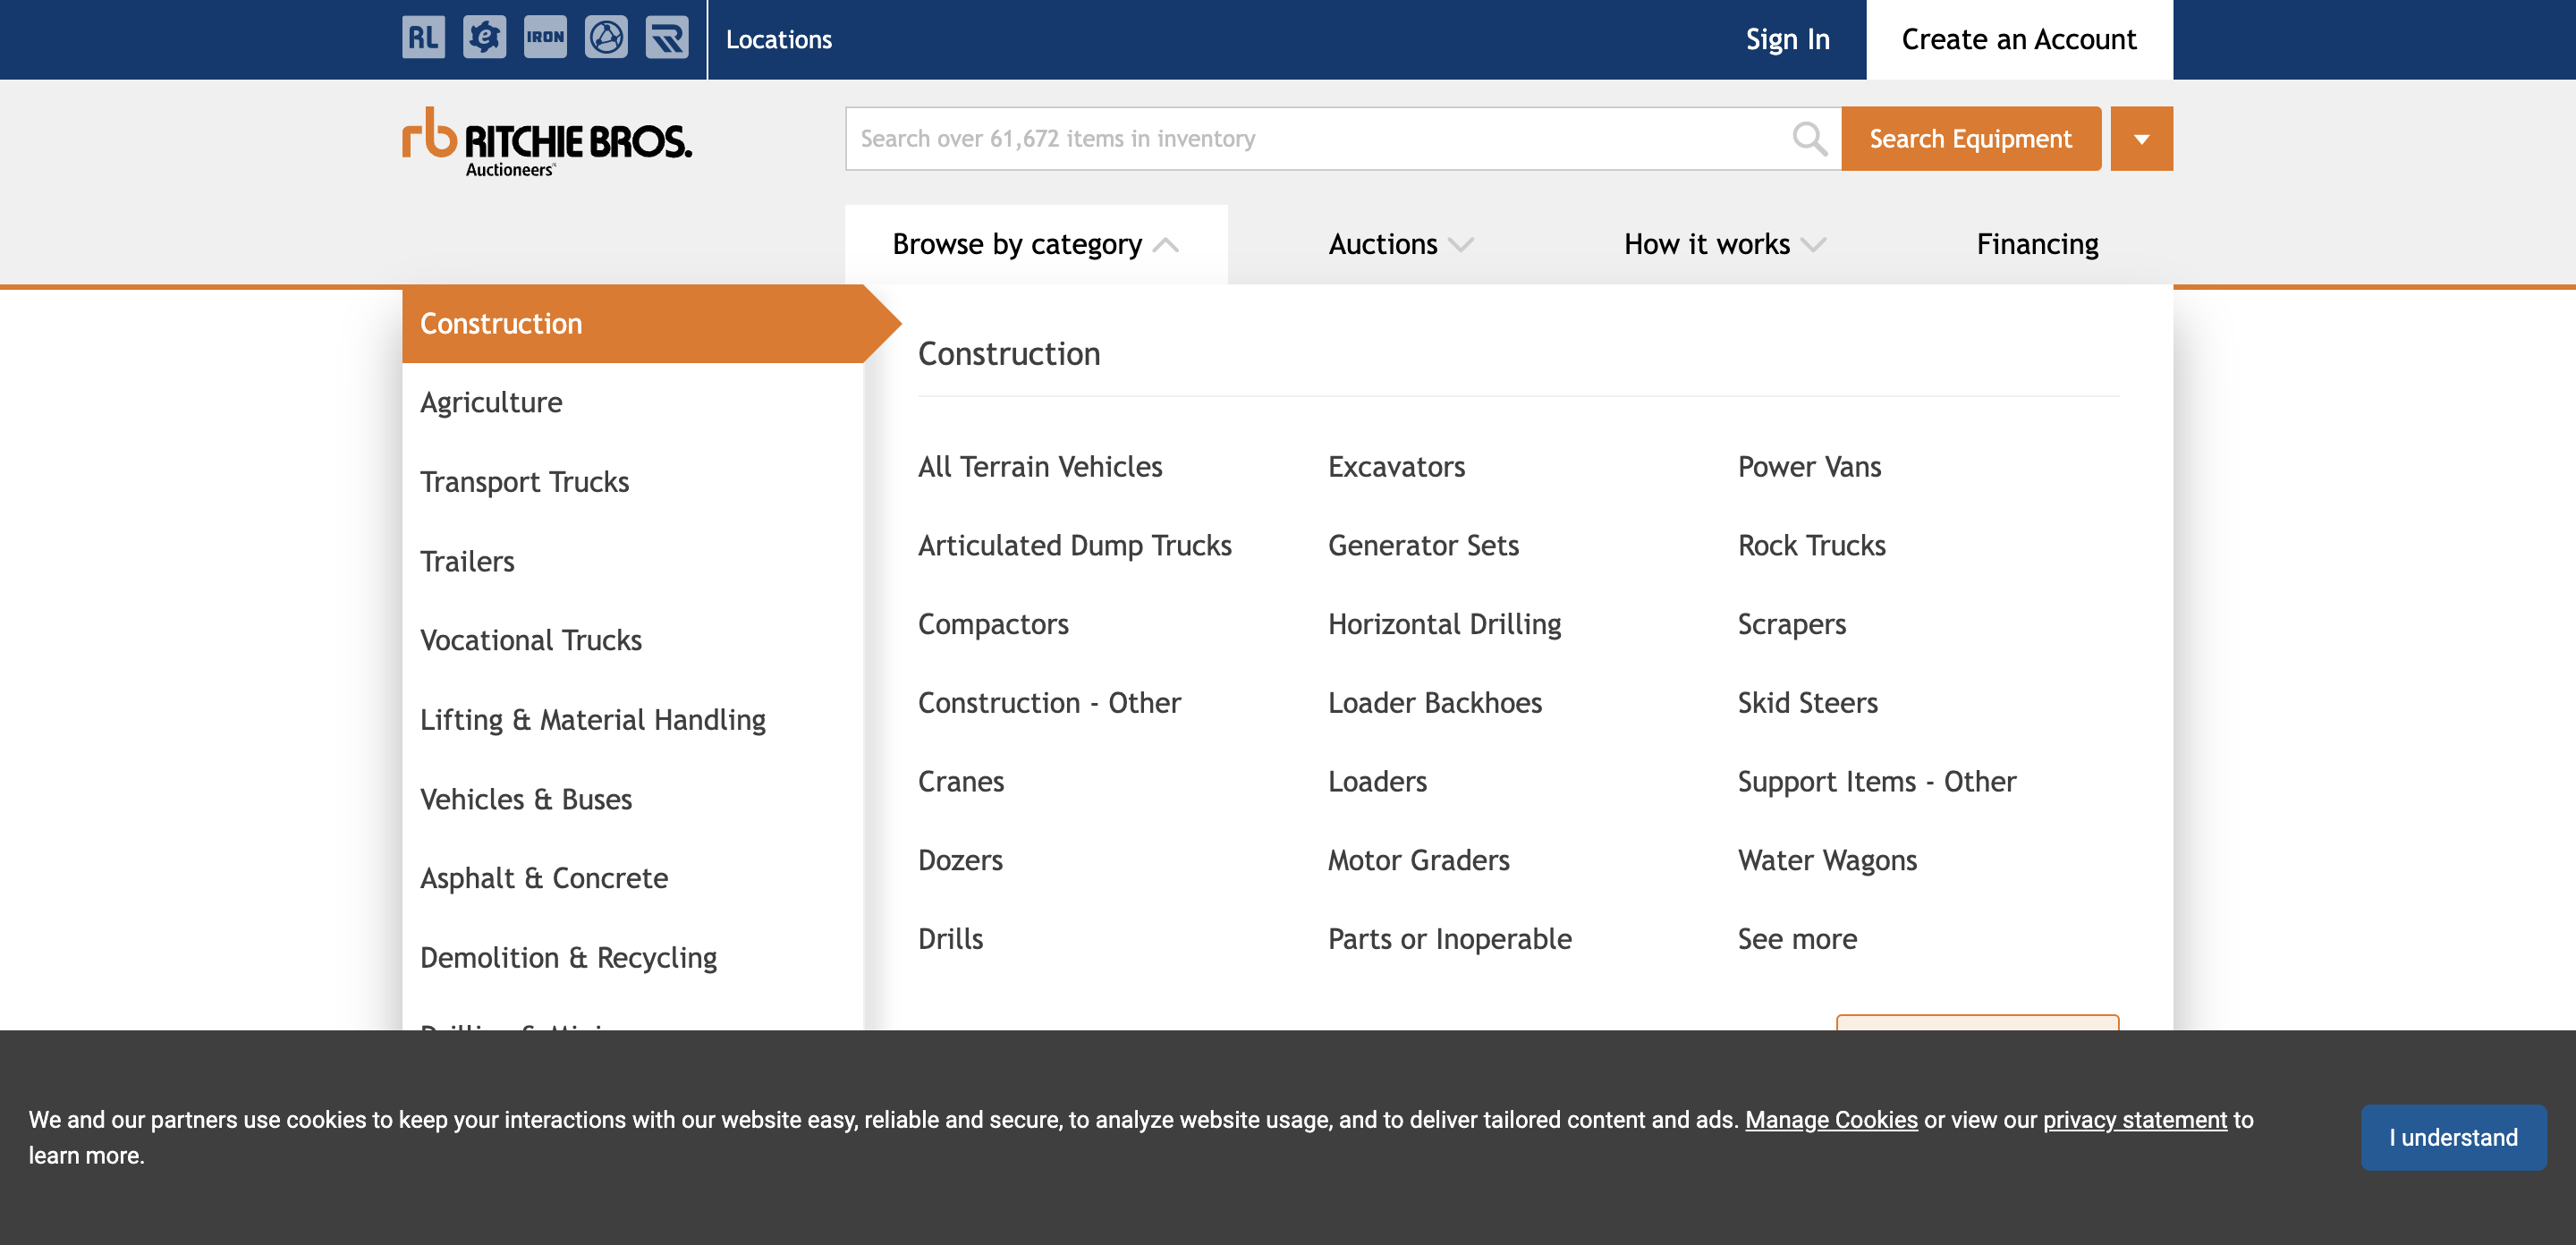 RL
e
IRON
Locations
Sign In
Create an Account
rb RITCHIE BROS.
Auctioneers
Search over 61,672 items in inventory
Search Equipment
Browse by category
Auctions
How it works
Financing
Construction
Agriculture
Transport Trucks
Trailers
Vocational Trucks
Lifting & Material Handling
Vehicles & Buses
Asphalt & Concrete
Demolition & Recycling
Construction
All Terrain Vehicles
Articulated Dump Trucks
Compactors
Construction - Other
Cranes
Dozers
Drills
Excavators
Generator Sets
Horizontal Drilling
Loader Backhoes
Loaders
Motor Graders
Parts or Inoperable
Power Vans
Rock Trucks
Scrapers
Skid Steers
Support Items - Other
Water Wagons
See more
We and our partners use cookies to keep your interactions with our website easy, reliable and secure, to analyze website usage, and to deliver tailored content and ads. Manage Cookies or view our privacy statement to
learn more.
I understand